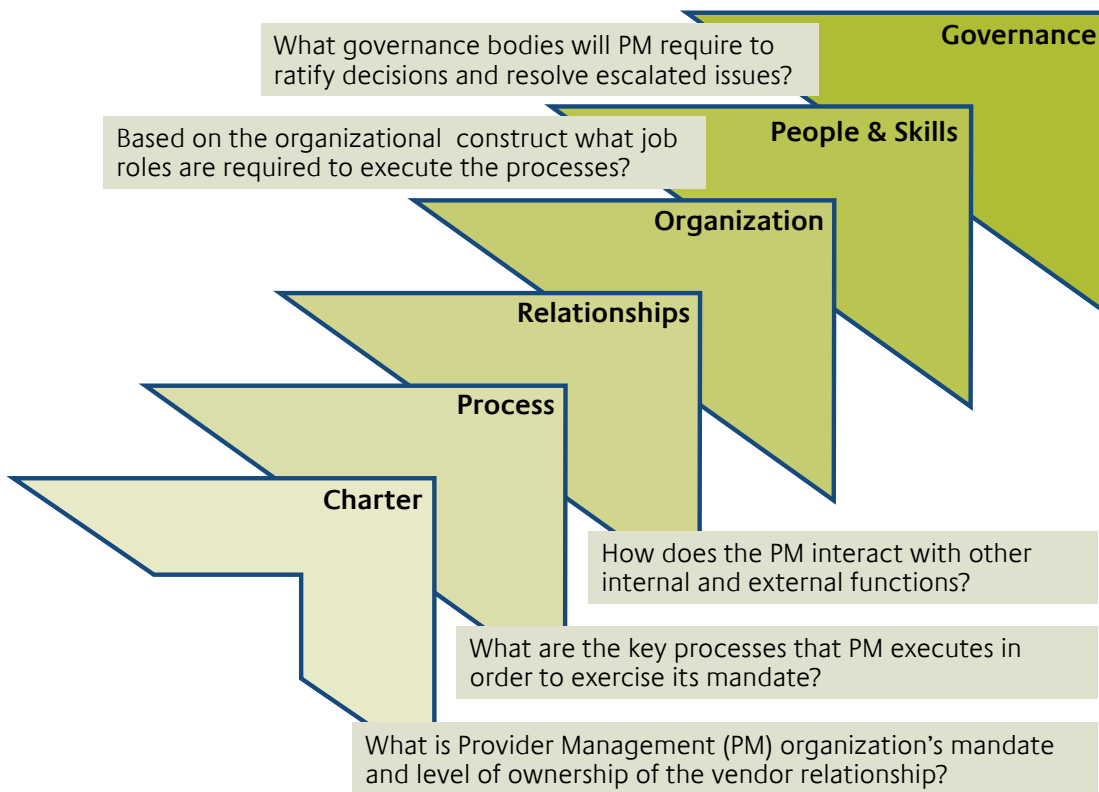 What governance bodies will PM require to
ratify decisions and resolve escalated issues?
Governance
Based on the organizational construct what job
roles are required to execute the processes?
People & Skills
Organization
Relationships
Process
Charter
How does the PM interact with other
internal and external functions?
What are the key processes that PM executes in
order to exercise its mandate?
What is Provider Management (PM) organization’s mandate
and level of ownership of the vendor relationship?